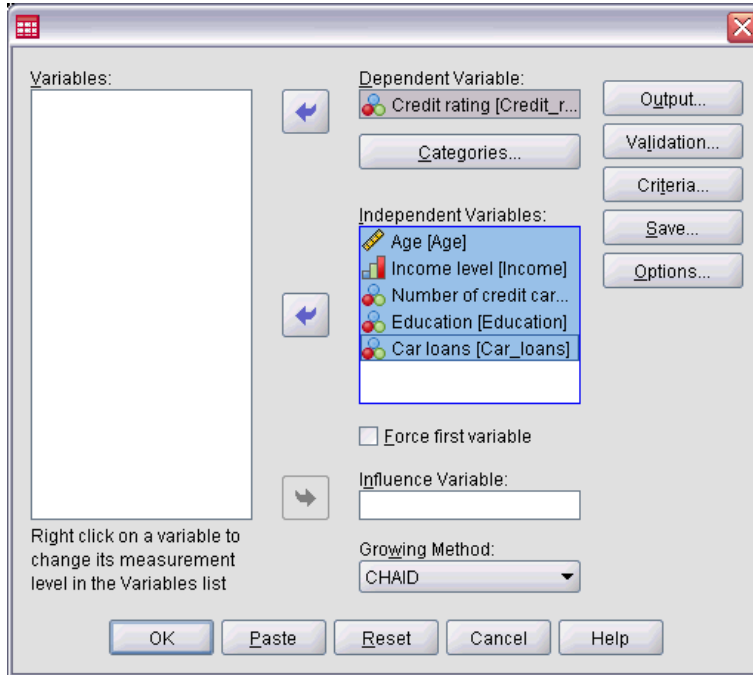 Variables:
Right click on a variable to
change its measurement
level in the Variables list
Dependent Variable:
Credit rating [Credit_r...
Categories...
Independent Variables:
Age [Age]
Income level [Income]
Number of credit car...
Education [Education]
Car loans [Car_loans]
Force first variable
Influence Variable:
Growing Method:
CHAID
Output...
Validation...
Criteria...
Save...
Options...
OK
Paste
Reset
Cancel
Help